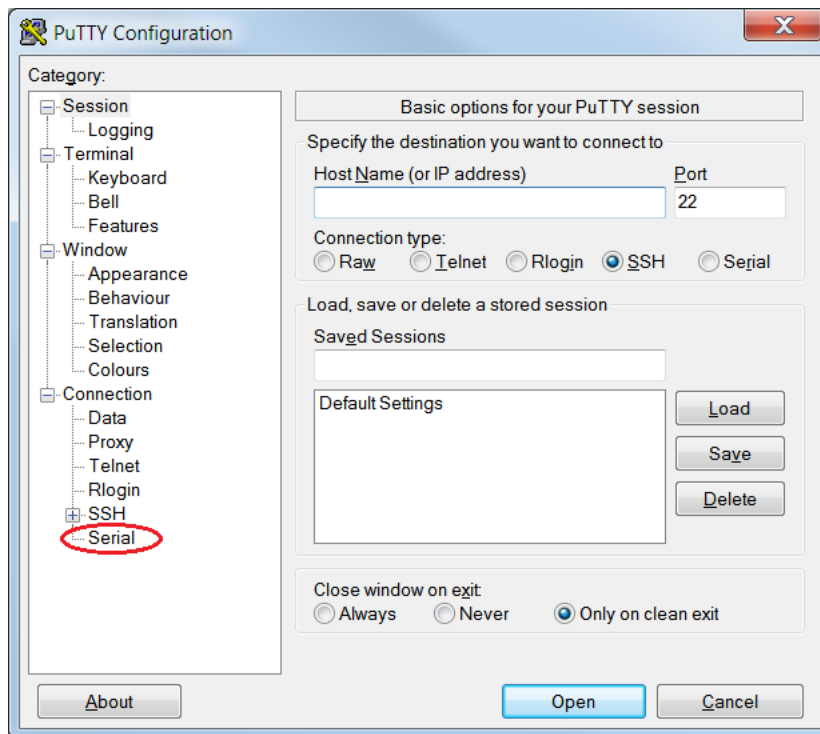 PuTTY Configuration
Category:
Session
Logging
Terminal
Keyboard
Bell
Features
Window
Appearance
Behaviour
Translation
Selection
Colours
Connection
Data
Proxy
Telnet
Rlogin
SSH
Serial
Basic options for your PuTTY session
Specify the destination you want to connect to
Host Name (or IP address) Port
22
Connection type:
Raw Telnet Rlogin SSH Serial
Load, save or delete a stored session
Saved Sessions
Default Settings
Load
Save
Delete
Close window on exit:
Always Never Only on clean exit
About Open Cancel